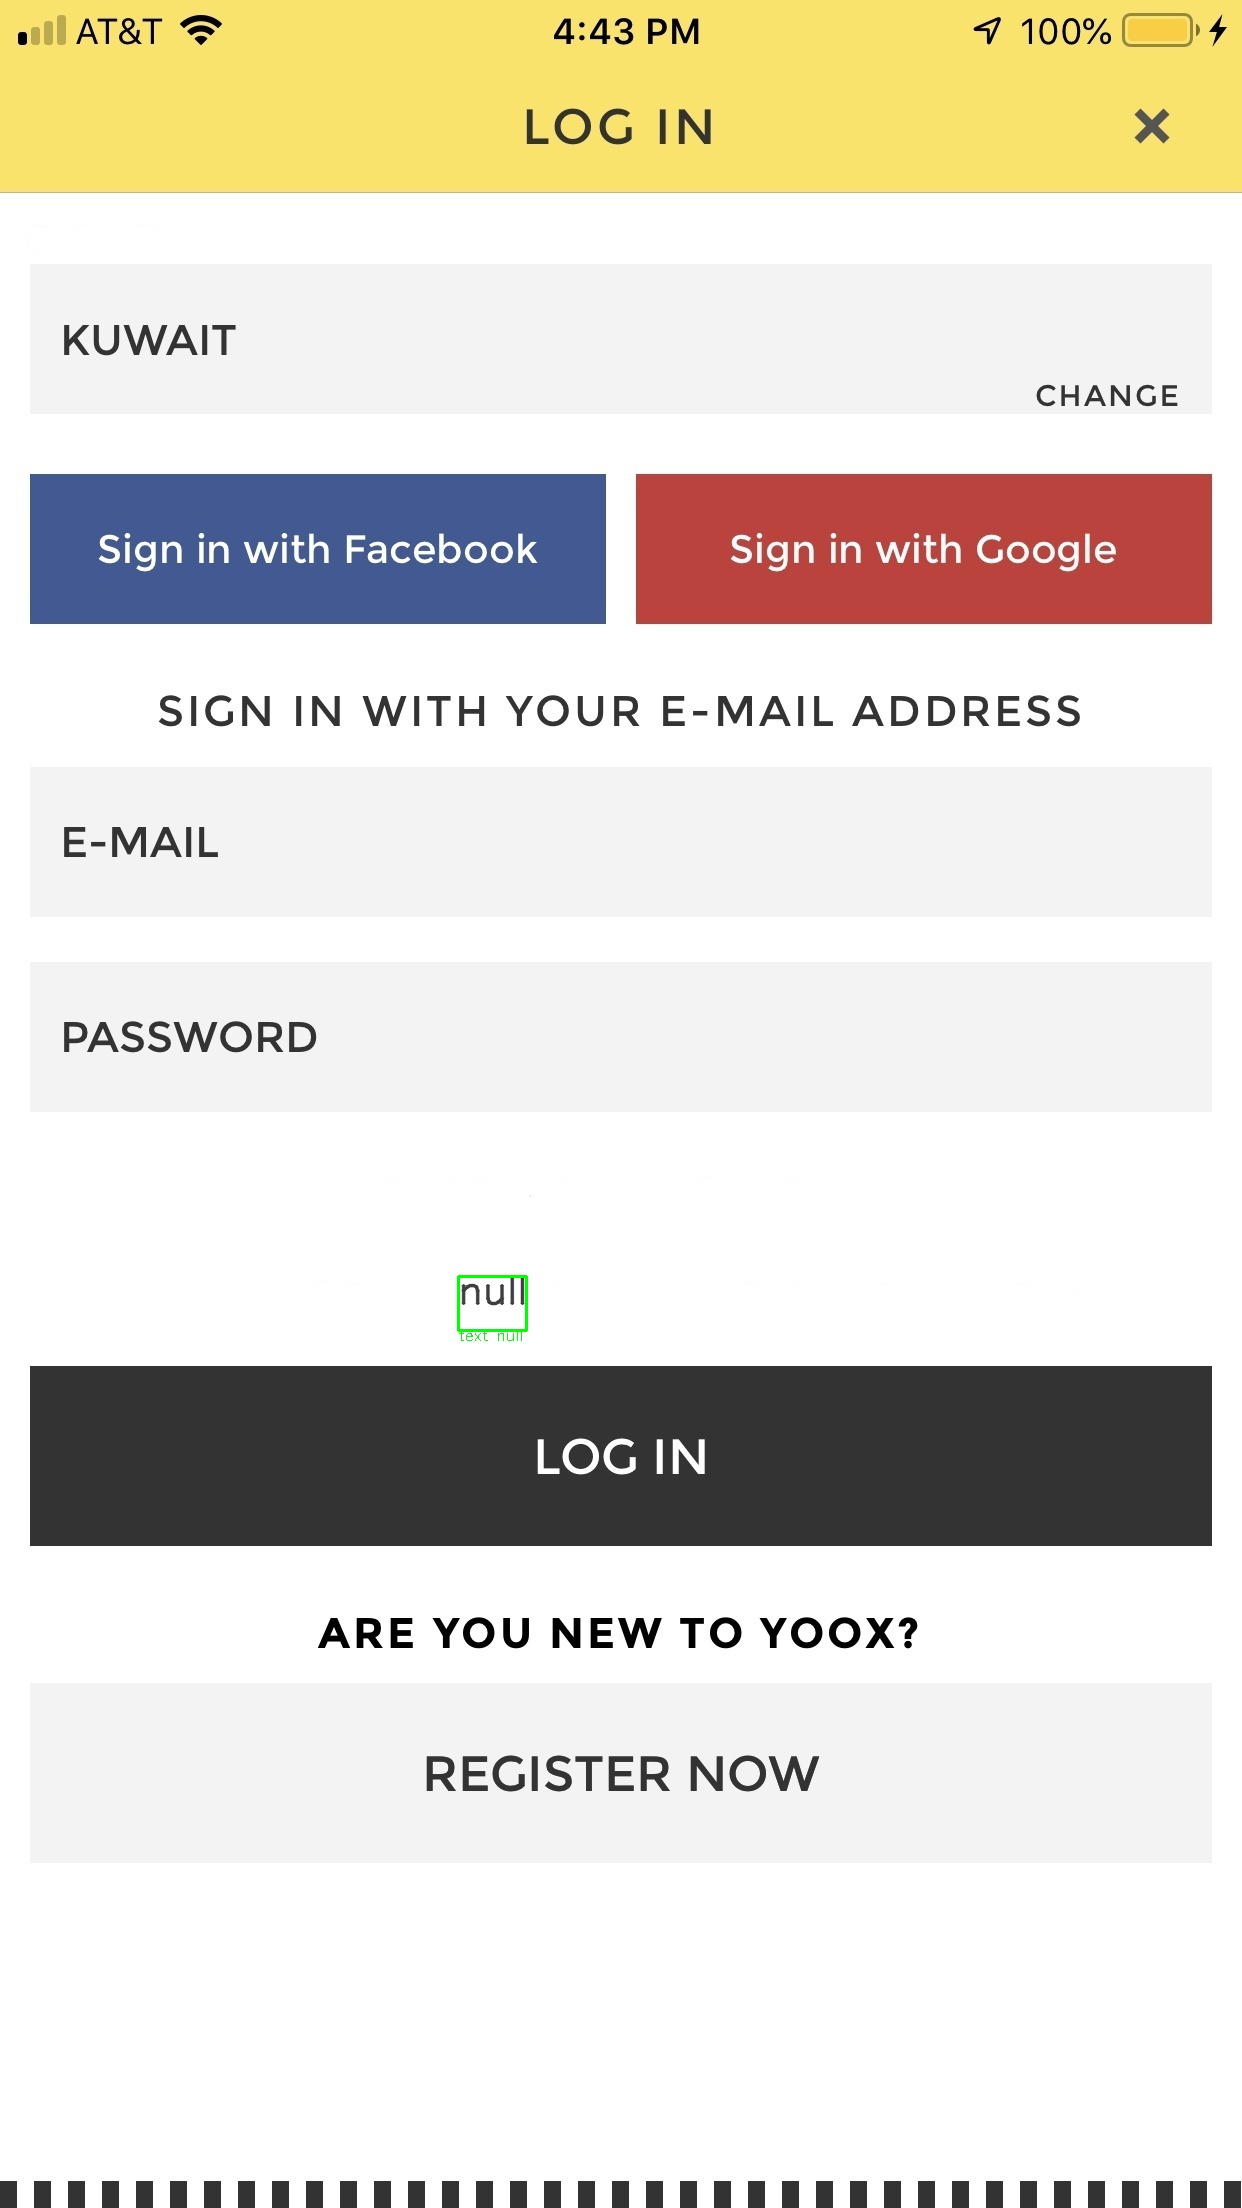 AT&T 4:43 PM 100%
LOG IN
KUWAIT
CHANGE
Sign in with Facebook Sign in with Google
SIGN IN WITH YOUR E-MAIL ADDRESS
E-MAIL
PASSWORD
null
text null
LOG IN
ARE YOU NEW TO YOOX?
REGISTER NOW